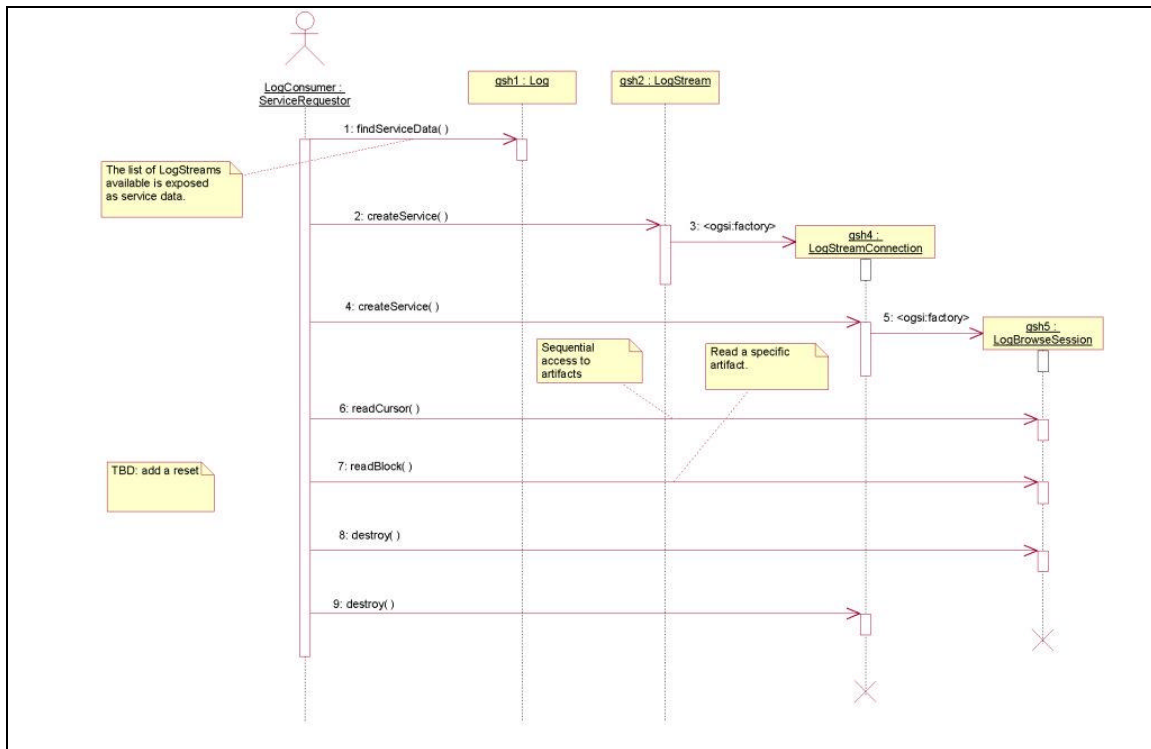 LogConsumer :
ServiceRequestor
gsh1 : Log
gsh2 : LogStream
1: findServiceData( )
The list of LogStreams
available is exposed
as service data.
2: createService( )
3: <ogsi:factory>
gsh4 :
LogStreamConnection
4: createService( )
5: <ogsi:factory>
gsh5 :
LogBrowseSession
Sequential
access to
artifacts
Read a specific
artifact.
6: readCursor( )
TBD: add a reset
7: readBlock( )
8: destroy( )
9: destroy( )